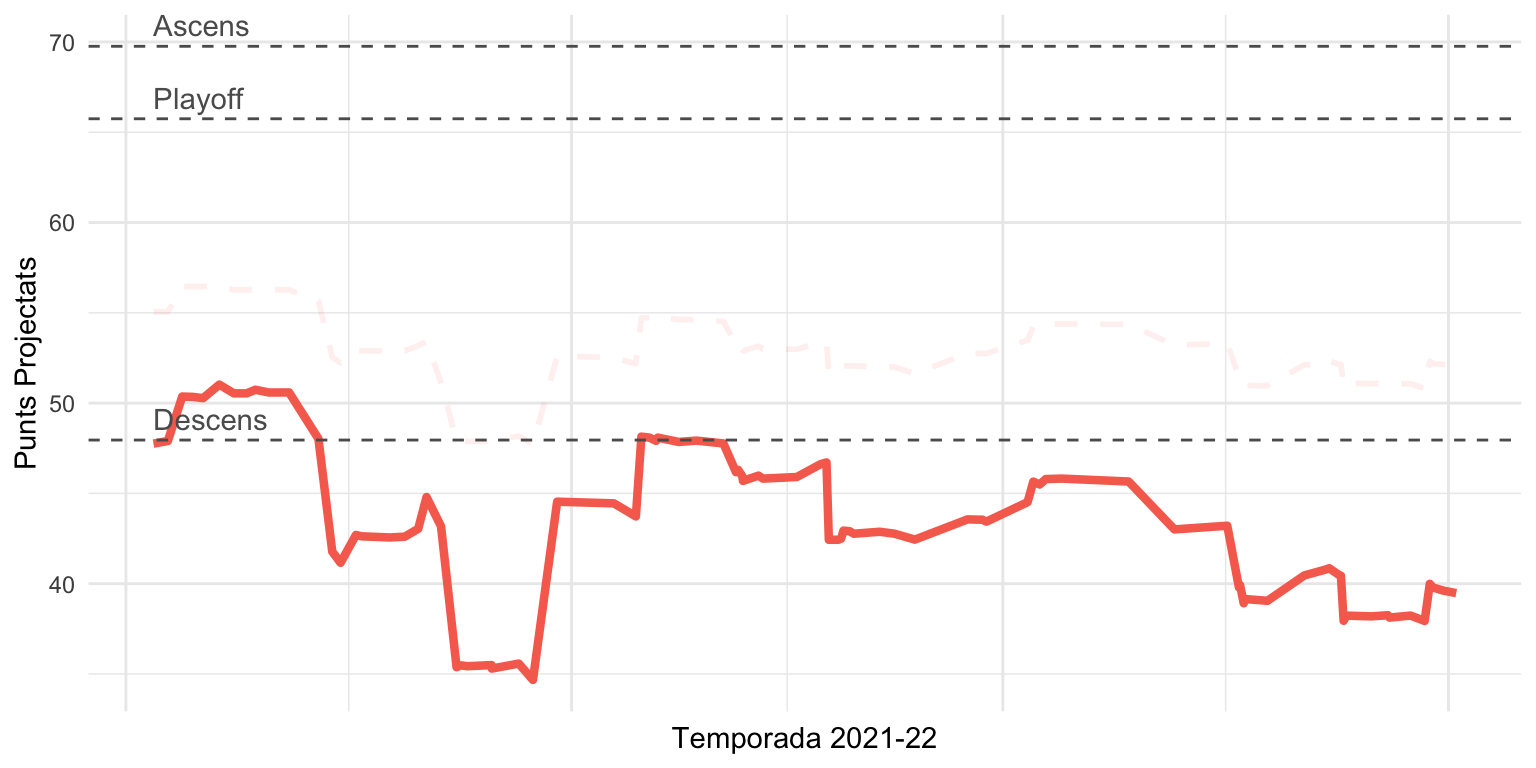 Ascens
70
Playoff
60
50
Descens
40
Punts Projectats
Temporada 2021-22